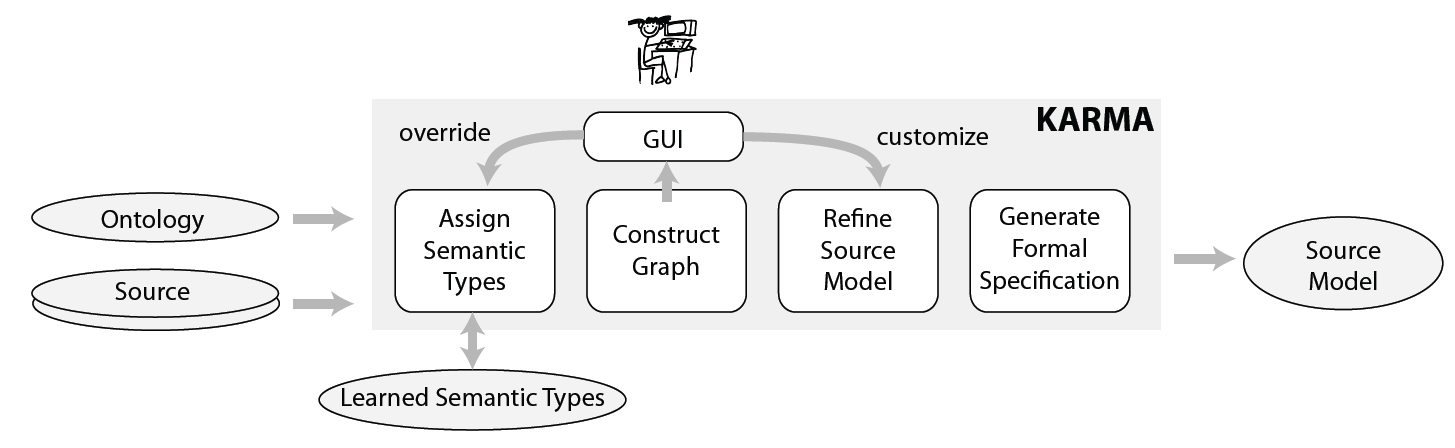 KARMA
override
GUI
customize
Ontology
Source
Assign
Semantic
Types
Construct
Graph
Refine
Source
Model
Generate
Formal
Specification
Source
Model
Learned Semantic Types